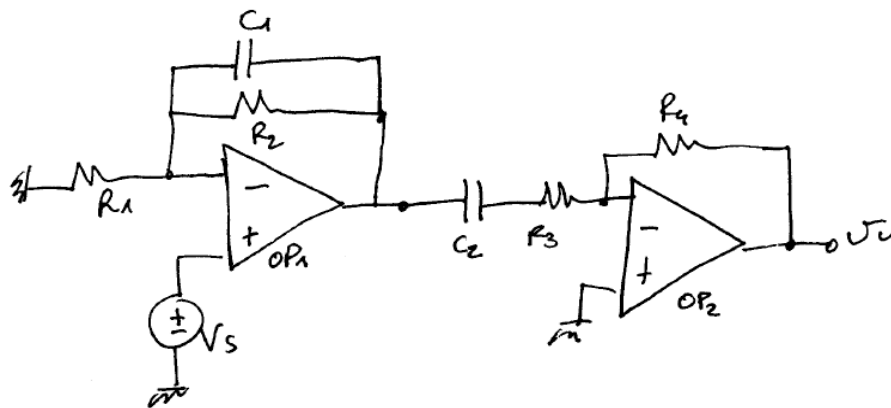 C1
R2
R4
R1
−
+
OP1
C2
R3
−
+
OP2
Vu
+
−
VS